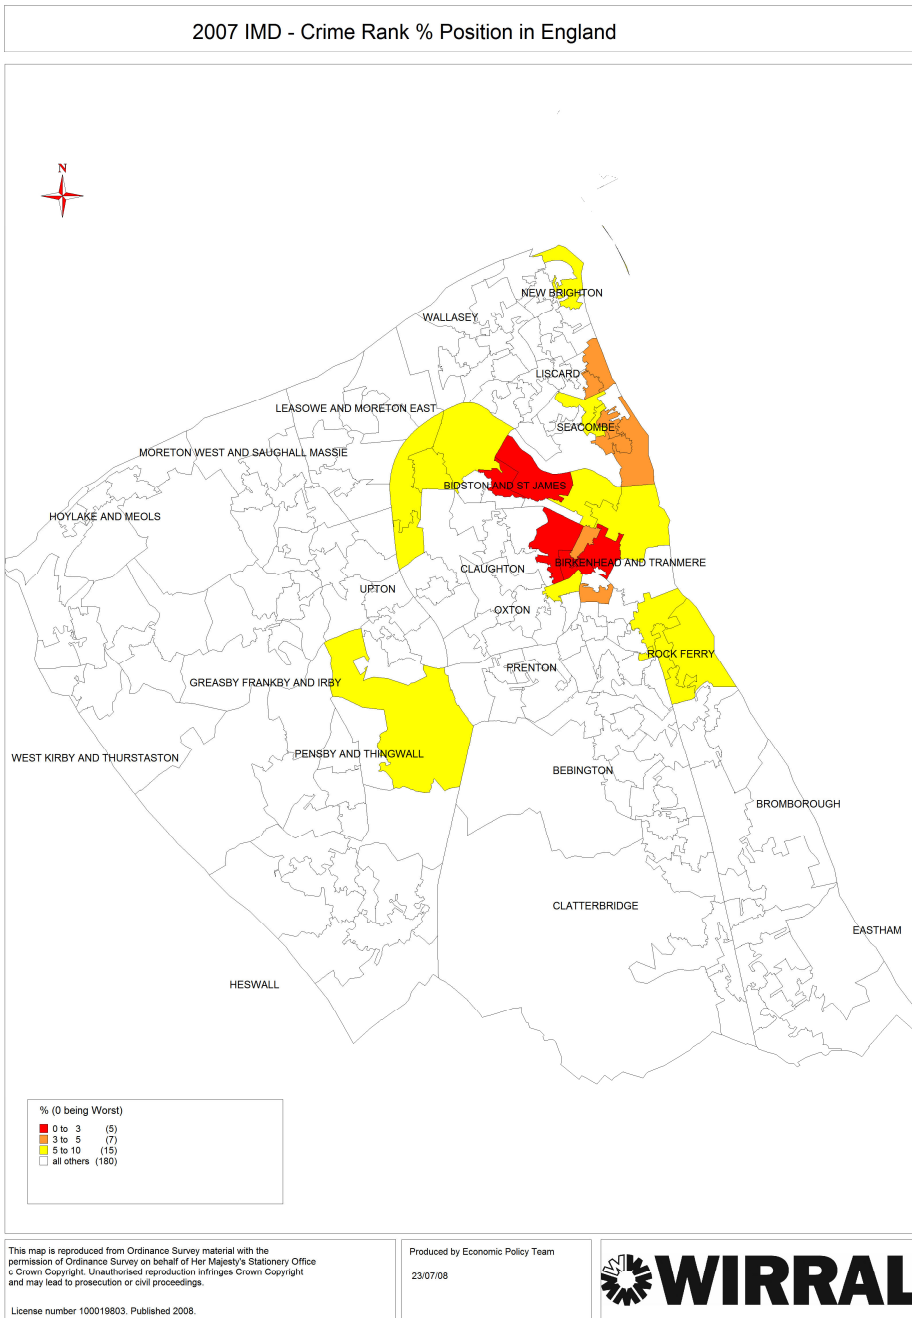 2007 IMD - Crime Rank % Position in England
N
NEW BRIGHTON
WALLASEY
LISCARD
LEASOWE AND MORETON EAST
SEACOMBE
MORETON WEST AND SAUGHALL MASSIE
BIDSTON AND ST JAMES
HOYLAKE AND MEOLS
BIRKENHEAD AND TRANMERE
CLAUGHTON
UPTON
OXTON
ROCK FERRY
PRENTON
GREASBY FRANKBY AND IRBY
PENSBY AND THINGWALL
WEST KIRBY AND THURSTASTON
BEBINGTON
BROMBOROUGH
CLATTERBRIDGE
EASTHAM
HESWALL
% (0 being Worst)
0 to 3 (5)
3 to 5 (7)
5 to 10 (15)
all others (180)
This map is reproduced from Ordinance Survey material with the
permission of Ordinance Survey on behalf of Her Majesty's Stationery Office
c Crown Copyright. Unauthorised reproduction infringes Crown Copyright
and may lead to prosecution or civil proceedings.
License number 100019803. Published 2008.
Produced by Economic Policy Team
23/07/08
WIRRAL